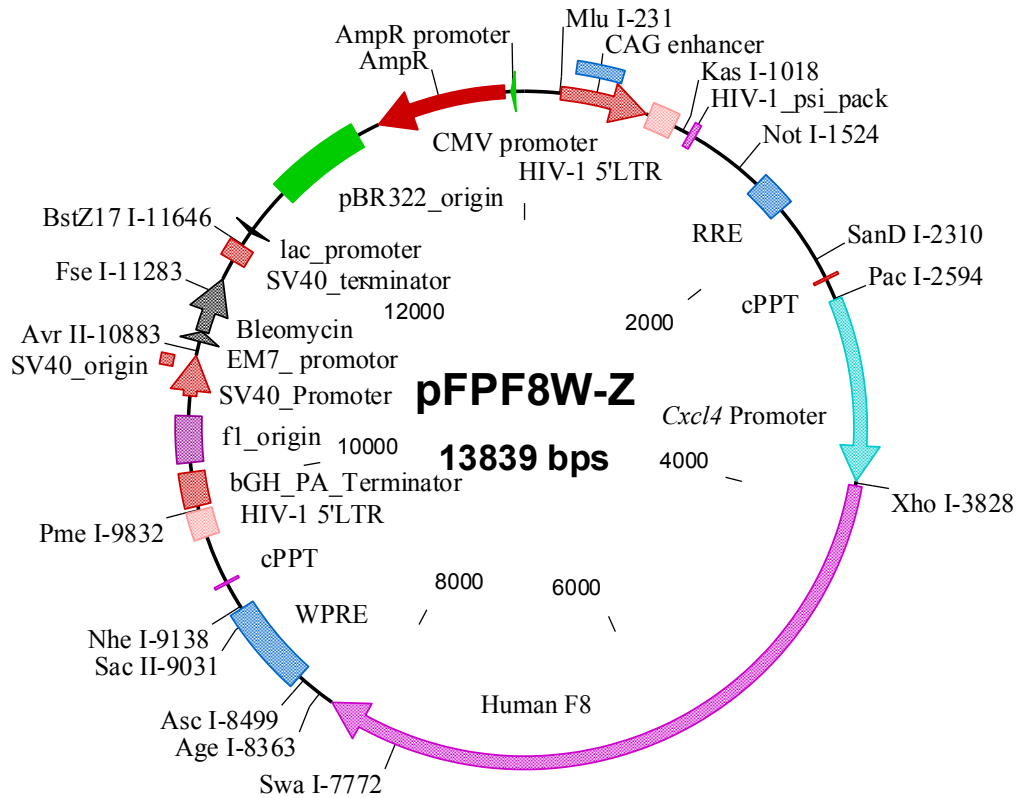 Mlu I-231
AmpR promoter
CAG enhancer
AmpR
Kas I-1018
HIV-1_psi_pack
Not I-1524
CMV promoter
HIV-1 5'LTR
pBR322_origin
BstZ17 I-11646
RRE
SanD I-2310
lac_promoter
Fse I-11283
SV40_terminator
Pac I-2594
cPPT
12000
2000
Avr II-10883
Bleomycin
SV40_origin
EM7_ promotor
SV40_Promoter
pFPF8W-Z
Cxcl4 Promoter
f1_origin
10000
13839 bps
4000
bGH_PA_Terminator
Xho I-3828
HIV-1 5'LTR
Pme I-9832
cPPT
8000
6000
WPRE
Nhe I-9138
Sac II-9031
Human F8
Asc I-8499
Age I-8363
Swa I-7772